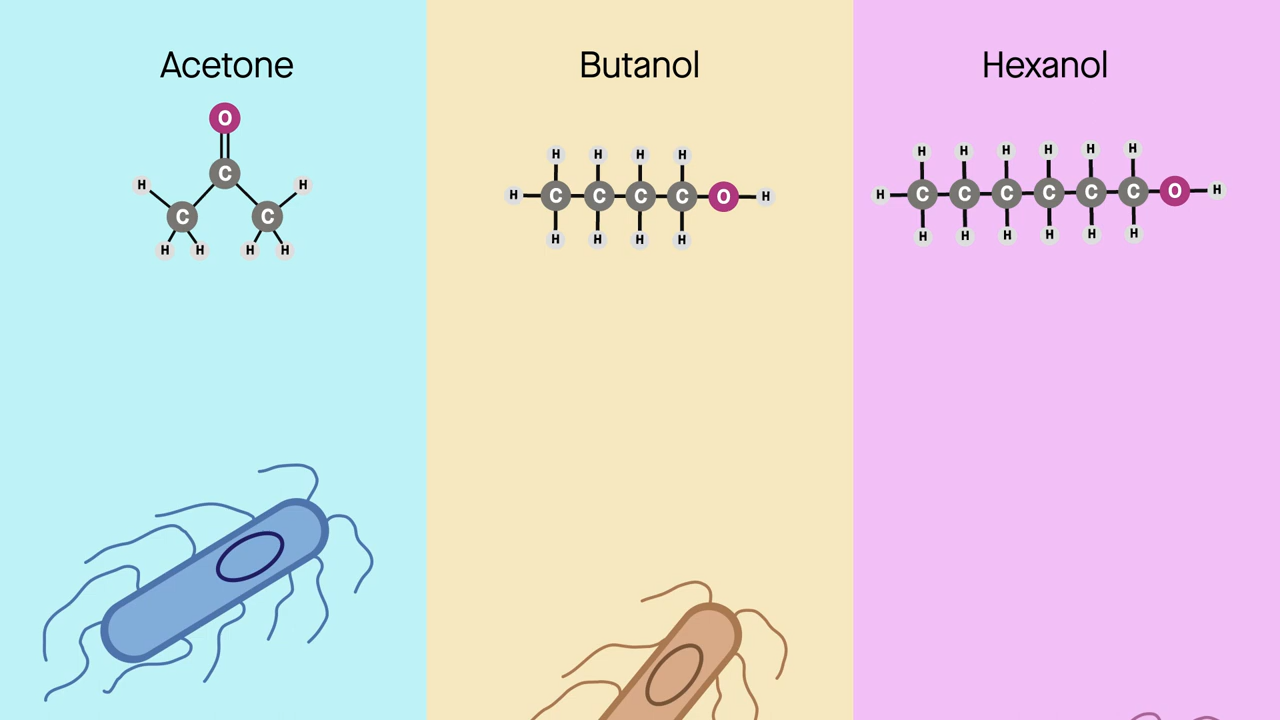 Acetone
O
C
H H
C C
H H H H
Butanol
H H H H
H C C C C O H
H H H H
Hexanol
H H H H H H
H C C C C C C O H
H H H H H H